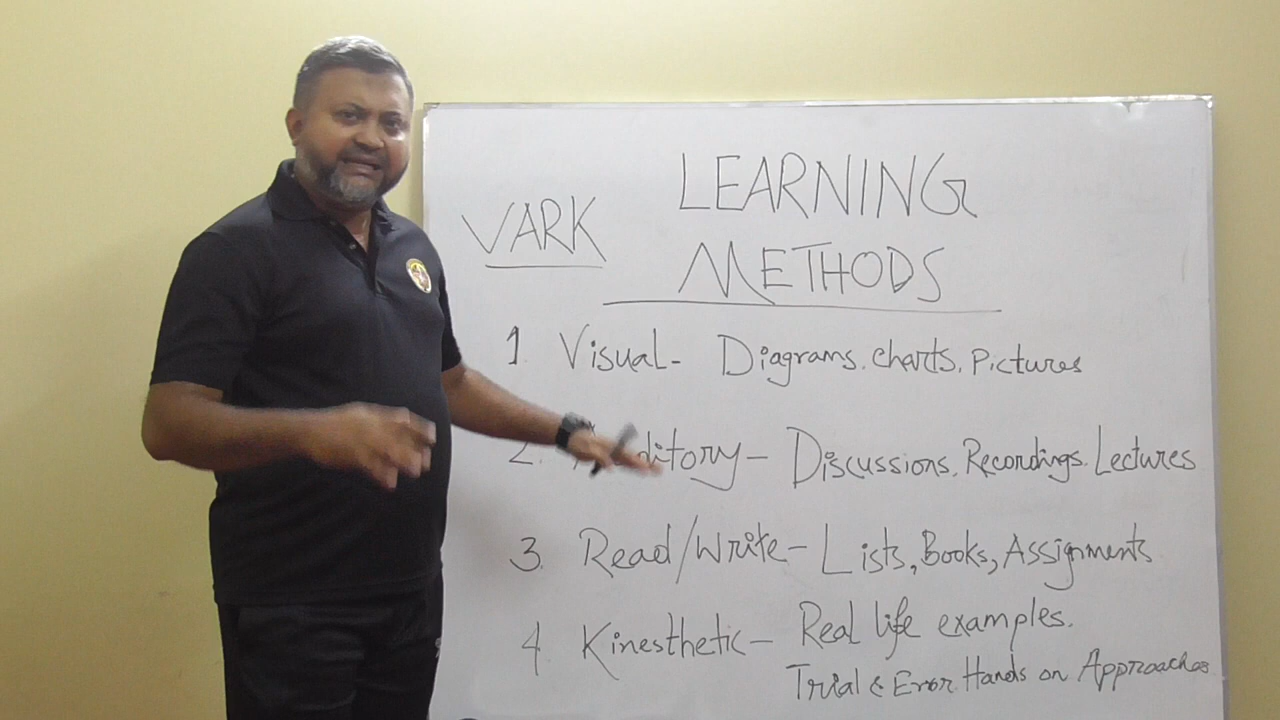 VARK
LEARNING
METHODS
1. Visual - Diagrams. charts. Pictures
2. Auditory - Discussions. Recordings. Lectures
3. Read/Write - Lists, Books, Assignments
4. Kinesthetic - Real life examples.
Trial & Error. Hands on Approaches